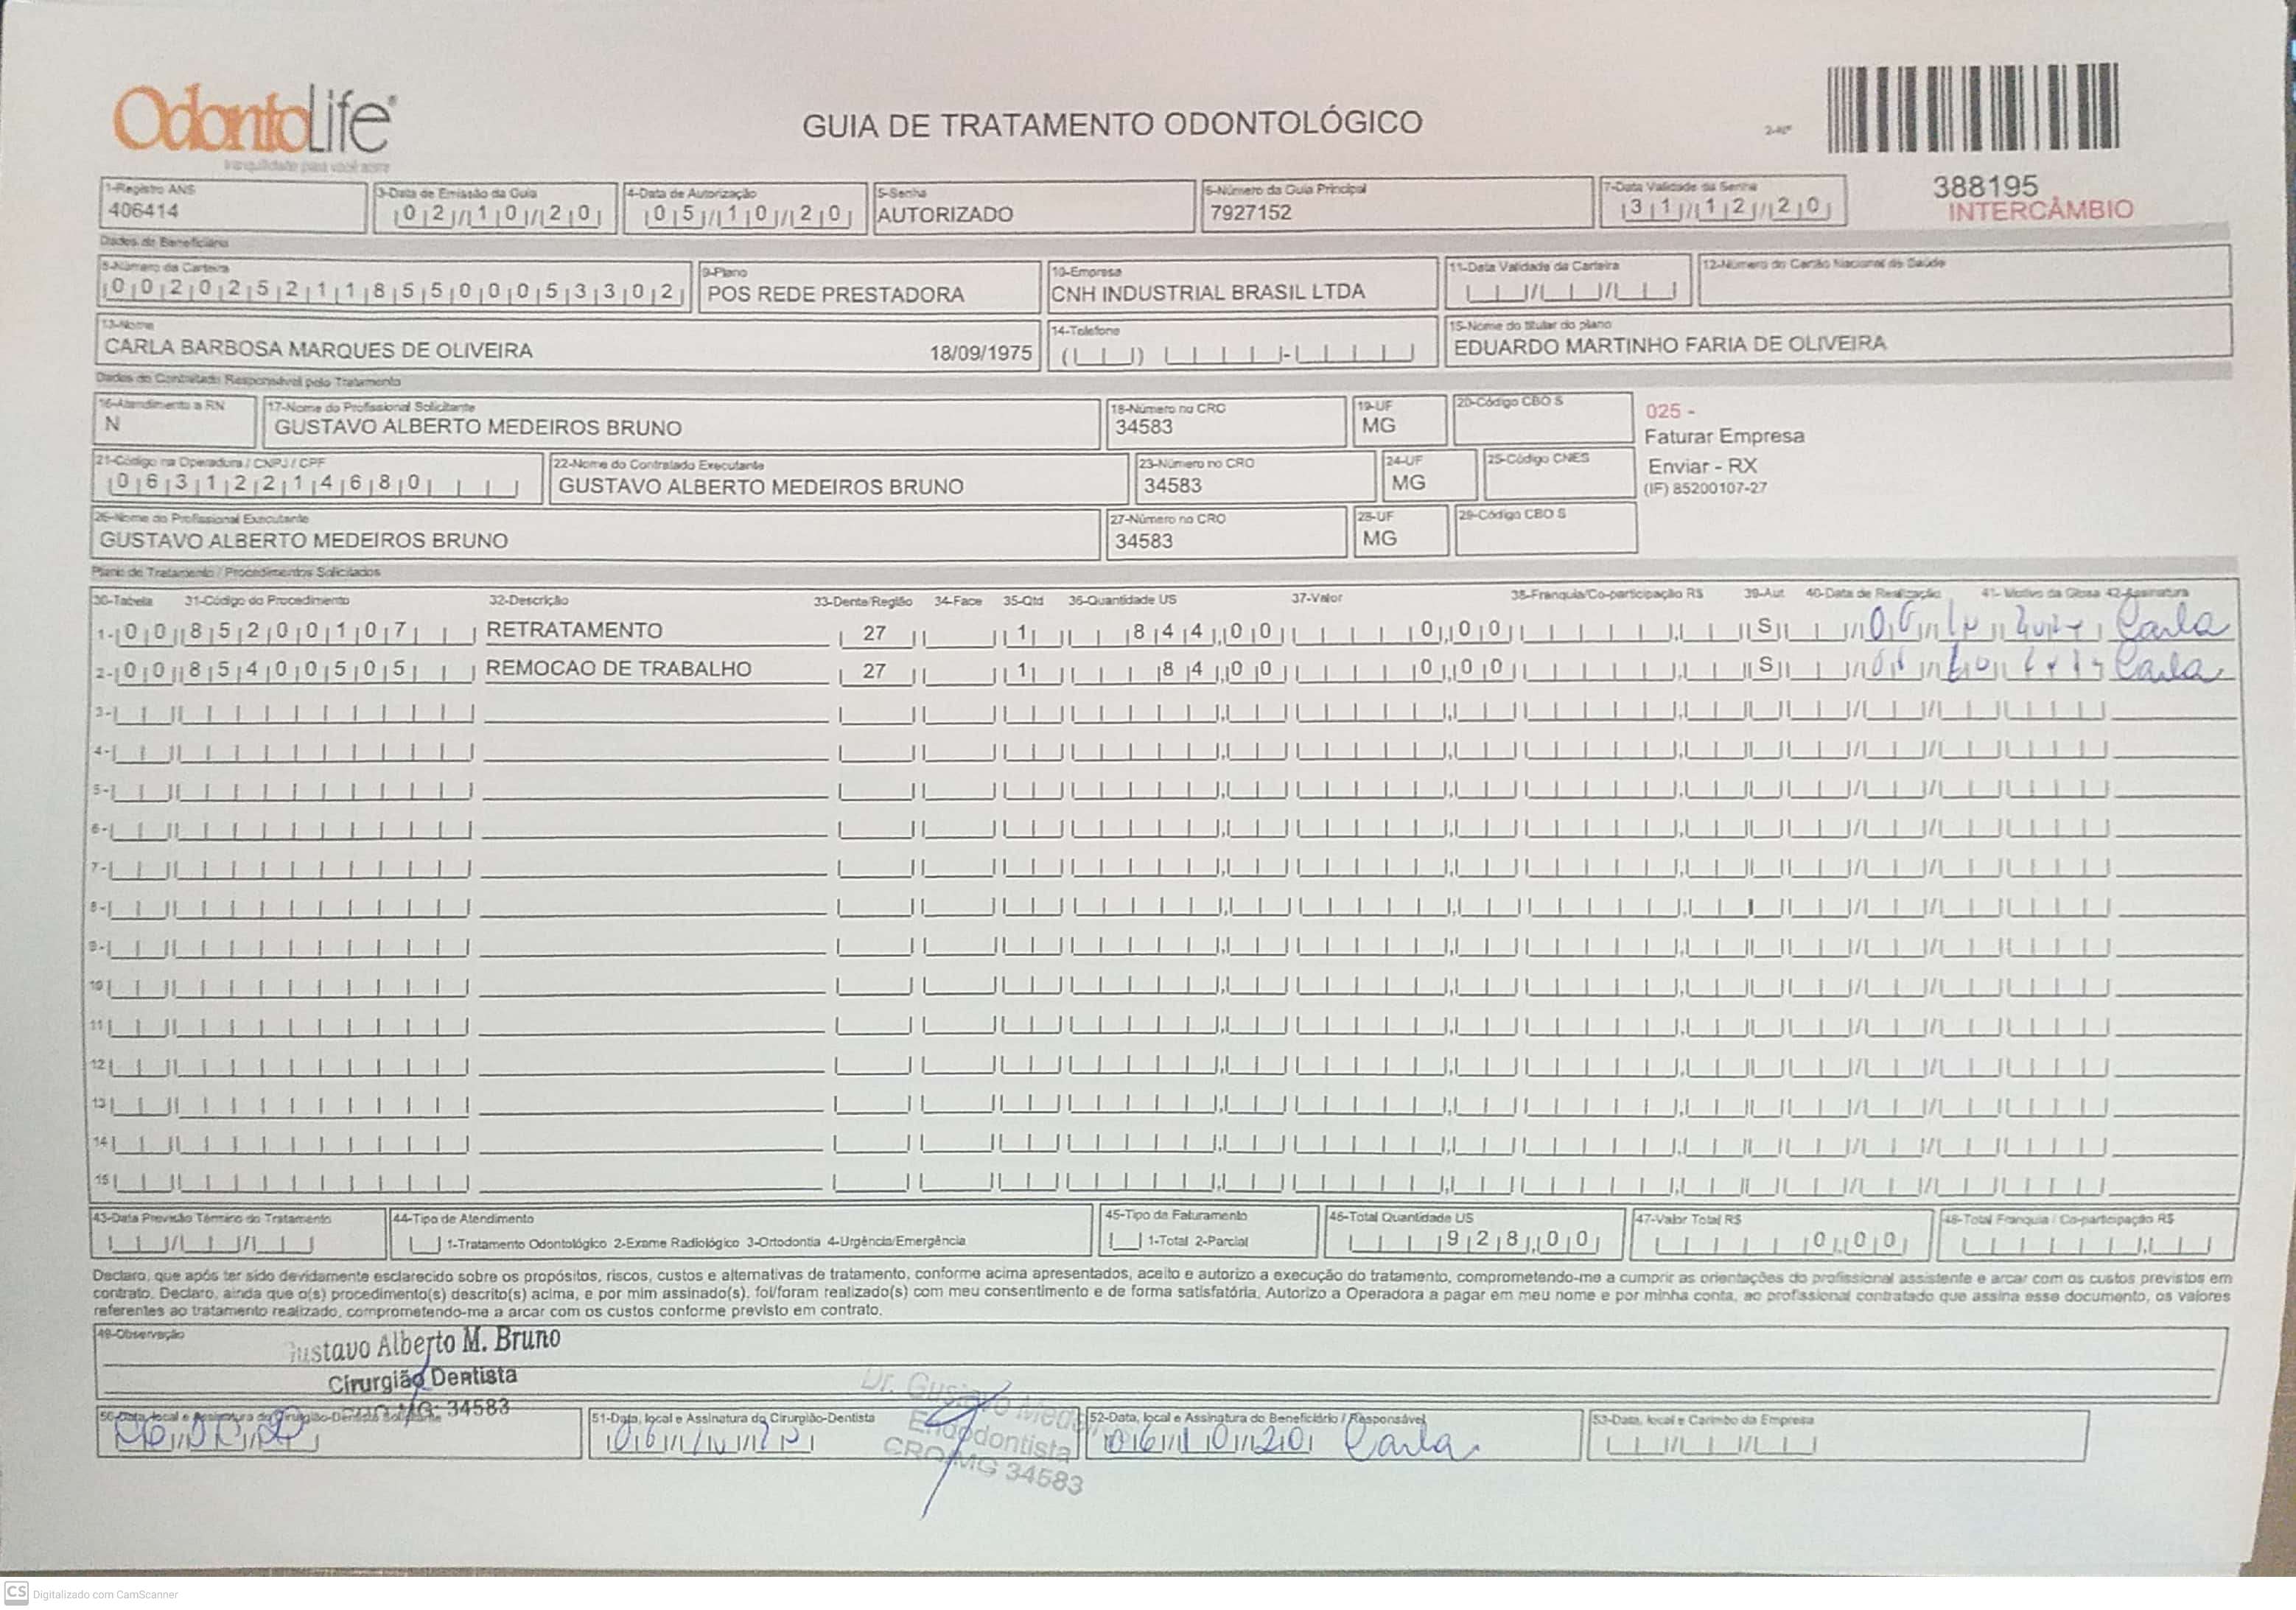 OdontoLife
tranquilidade para você sorrir
GUIA DE TRATAMENTO ODONTOLÓGICO
2-Nº
388195
INTERCÂMBIO
1-Registro ANS
406414
3-Data de Emissão da Guia
02/10/20
4-Data de Autorização
05/10/20
5-Senha
AUTORIZADO
6-Número da Guia Principal
7927152
7-Data Validade da Senha
31/12/20
Dados do Beneficiário
8-Número da Carteira
00202521185500053302
9-Plano
POS REDE PRESTADORA
10-Empresa
CNH INDUSTRIAL BRASIL LTDA
11-Data Validade da Carteira
12-Número do Cartão Nacional de Saúde
13-Nome
CARLA BARBOSA MARQUES DE OLIVEIRA 18/09/1975
14-Telefone
15-Nome do titular do plano
EDUARDO MARTINHO FARIA DE OLIVEIRA
Dados do Contratado Responsável pelo Tratamento
16-Atendimento a RN
N
17-Nome do Profissional Solicitante
GUSTAVO ALBERTO MEDEIROS BRUNO
18-Número no CRO
34583
19-UF
MG
20-Código CBO S
025 -
Faturar Empresa
Enviar - RX
(IF) 85200107-27
21-Código na Operadora / CNPJ / CPF
06312214680
22-Nome do Contratado Executante
GUSTAVO ALBERTO MEDEIROS BRUNO
23-Número no CRO
34583
24-UF
MG
25-Código CNES
26-Nome do Profissional Executante
GUSTAVO ALBERTO MEDEIROS BRUNO
27-Número no CRO
34583
28-UF
MG
29-Código CBO S
Plano de Tratamento / Procedimentos Solicitados
30-Tabela 31-Código do Procedimento 32-Descrição 33-Dente/Região 34-Face 35-Qtd 36-Quantidade US 37-Valor 38-Franquia/Co-participação R$ 39-Aut. 40-Data de Realização 41- Motivo da Glosa 42-Assinatura
1- 00 85200107 RETRATAMENTO 27 1 844,00 0,00 S Carla
2- 00 85400505 REMOCAO DE TRABALHO 27 1 84,00 0,00 S Carla
3-
4-
5-
6-
7-
8-
9-
10
11
12
13
14
15
43-Data Previsão Término do Tratamento
44-Tipo de Atendimento
1-Tratamento Odontológico 2-Exame Radiológico 3-Ortodontia 4-Urgência/Emergência
45-Tipo de Faturamento
1-Total 2-Parcial
46-Total Quantidade US
928,00
47-Valor Total R$
0,00
48-Total Franquia / Co-participação R$
Declaro, que após ter sido devidamente esclarecido sobre os propósitos, riscos, custos e alternativas de tratamento, conforme acima apresentados, aceito e autorizo a execução do tratamento, comprometendo-me a cumprir as orientações do profissional assistente e arcar com os custos previstos em
contrato. Declaro, ainda que o(s) procedimento(s) descrito(s) acima, e por mim assinado(s), foi/foram realizado(s) com meu consentimento e de forma satisfatória. Autorizo a Operadora a pagar em meu nome e por minha conta, ao profissional contratado que assina esse documento, os valores
referentes ao tratamento realizado, comprometendo-me a arcar com os custos conforme previsto em contrato.
49-Observação
Gustavo Alberto M. Bruno
Cirurgião Dentista
CRO MG: 34583
50-Data, local e Assinatura do Cirurgião-Dentista Solicitante
51-Data, local e Assinatura do Cirurgião-Dentista
06/10/20
Dr. Gustavo
Endodontista
CRO/MG 34583
52-Data, local e Assinatura do Beneficiário / Responsável
06/10/20 Carla
53-Data, local e Carimbo da Empresa
CS Digitalizado com CamScanner